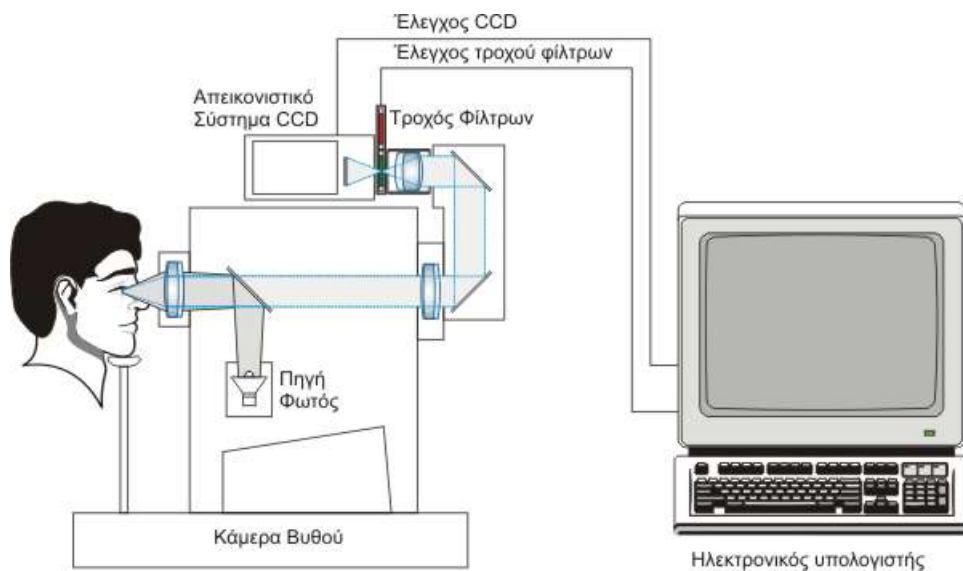 Έλεγχος CCD
Έλεγχος τροχού φίλτρων
Απεικονιστικό
Σύστημα CCD
Τροχός Φίλτρων
Πηγή
Φωτός
Κάμερα Βυθού
Ηλεκτρονικός υπολογιστής